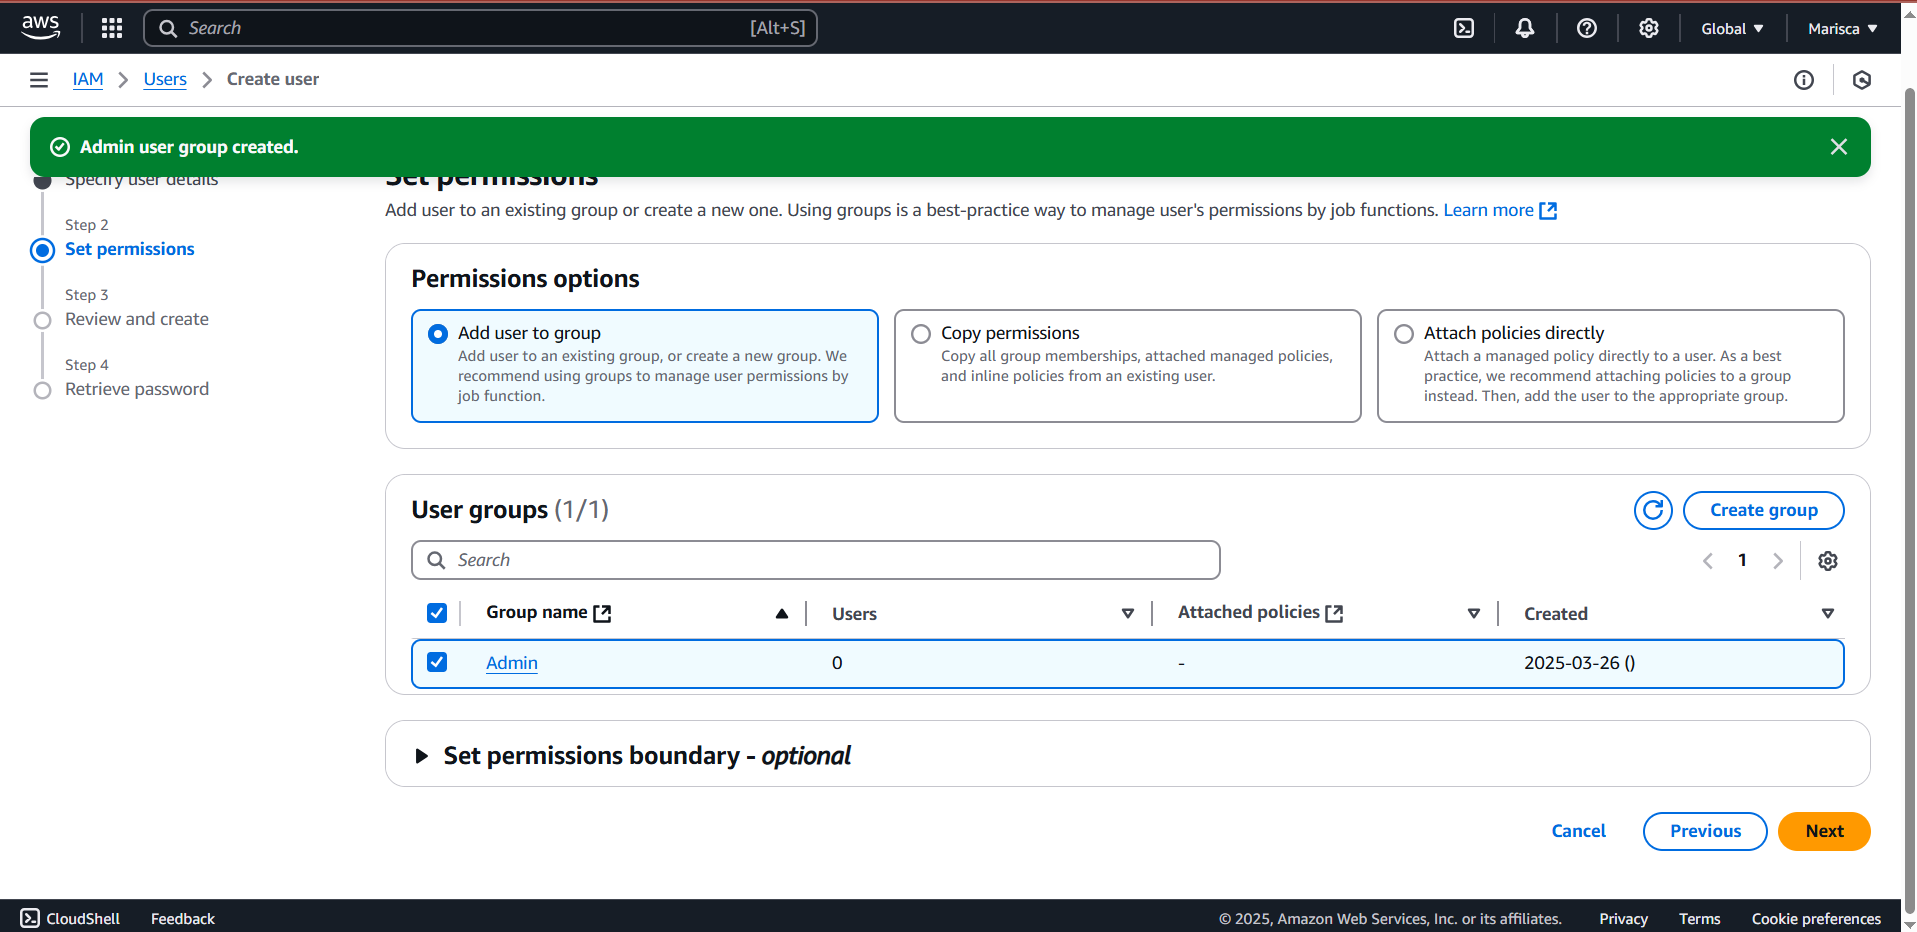 aws
Search [Alt+S]
Global
Marisca
IAM
Users
Create user
Admin user group created.
Specify user details
Step 2
Set permissions
Step 3
Review and create
Step 4
Retrieve password
Set permissions
Add user to an existing group or create a new one. Using groups is a best-practice way to manage user's permissions by job functions. Learn more
Permissions options
Add user to group
Add user to an existing group, or create a new group. We
recommend using groups to manage user permissions by
job function.
Copy permissions
Copy all group memberships, attached managed policies,
and inline policies from an existing user.
Attach policies directly
Attach a managed policy directly to a user. As a best
practice, we recommend attaching policies to a group
instead. Then, add the user to the appropriate group.
User groups (1/1)
Create group
Search
1
Group name Users Attached policies Created
Admin 0 - 2025-03-26 ()
Set permissions boundary - optional
Cancel Previous Next
CloudShell Feedback © 2025, Amazon Web Services, Inc. or its affiliates. Privacy Terms Cookie preferences